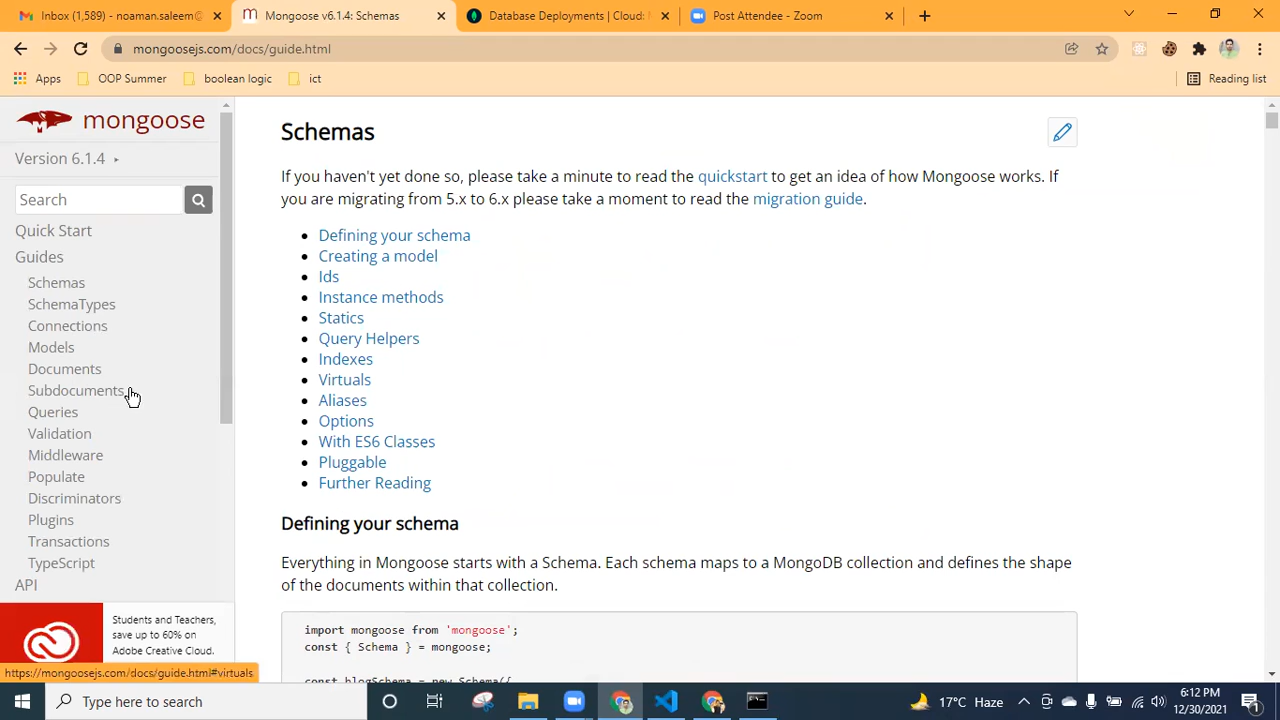 Inbox (1,589) - noaman.saleem@
Mongoose v6.1.4: Schemas
Database Deployments | Cloud:
Post Attendee - Zoom
mongoosejs.com/docs/guide.html
Apps
OOP Summer
boolean logic
ict
Reading list
mongoose
Version 6.1.4
Search
Quick Start
Guides
Schemas
SchemaTypes
Connections
Models
Documents
Subdocuments
Queries
Validation
Middleware
Populate
Discriminators
Plugins
Transactions
TypeScript
API
Students and Teachers,
save up to 60% on
Adobe Creative Cloud.
https://mongoosejs.com/docs/guide.html#virtuals
Schemas
If you haven't yet done so, please take a minute to read the quickstart to get an idea of how Mongoose works. If
you are migrating from 5.x to 6.x please take a moment to read the migration guide.
Defining your schema
Creating a model
Ids
Instance methods
Statics
Query Helpers
Indexes
Virtuals
Aliases
Options
With ES6 Classes
Pluggable
Further Reading
Defining your schema
Everything in Mongoose starts with a Schema. Each schema maps to a MongoDB collection and defines the shape
of the documents within that collection.
import mongoose from 'mongoose';
const { Schema } = mongoose;
const blogSchema = new Schema({
Type here to search
17°C Haze
6:12 PM
12/30/2021
1